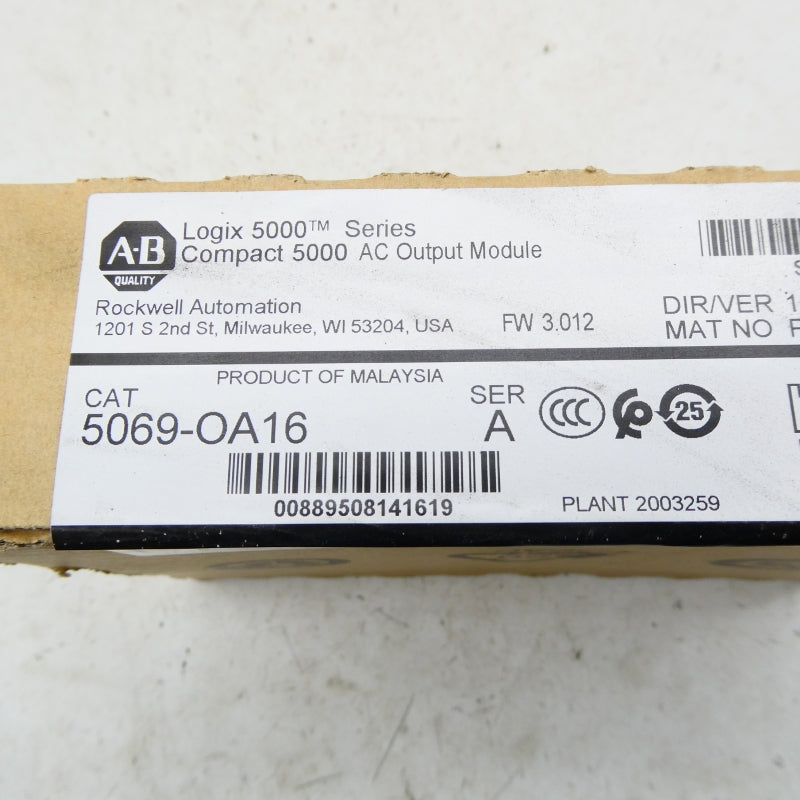 A-B
QUALITY
Logix 5000™ Series
Compact 5000 AC Output Module
Rockwell Automation
1201 S 2nd St, Milwaukee, WI 53204, USA
FW 3.012
DIR/VER
MAT NO
PRODUCT OF MALAYSIA
CAT
5069-OA16
SER
A
CCC
25
00889508141619
PLANT 2003259